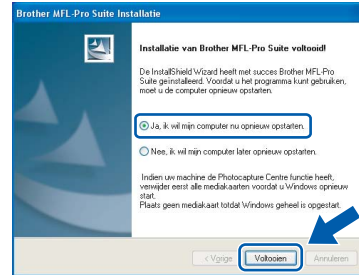 Brother MFL-Pro Suite Installatie
Installatie van Brother MFL-Pro Suite voltooid!
De InstallShield Wizard heeft met succes Brother MFL-Pro
Suite geïnstalleerd. Voordat u het programma kunt gebruiken,
moet u de computer opnieuw opstarten.
Ja, ik wil mijn computer nu opnieuw opstarten.
Nee, ik wil mijn computer later opnieuw opstarten.
Indien uw machine de Photocapture Centre functie heeft,
verwijder eerst alle mediakaarten voordat u Windows opnieuw
start.
Plaats geen mediakaart totdat Windows geheel is opgestart.
< Vorige
Voltooien
Annuleren